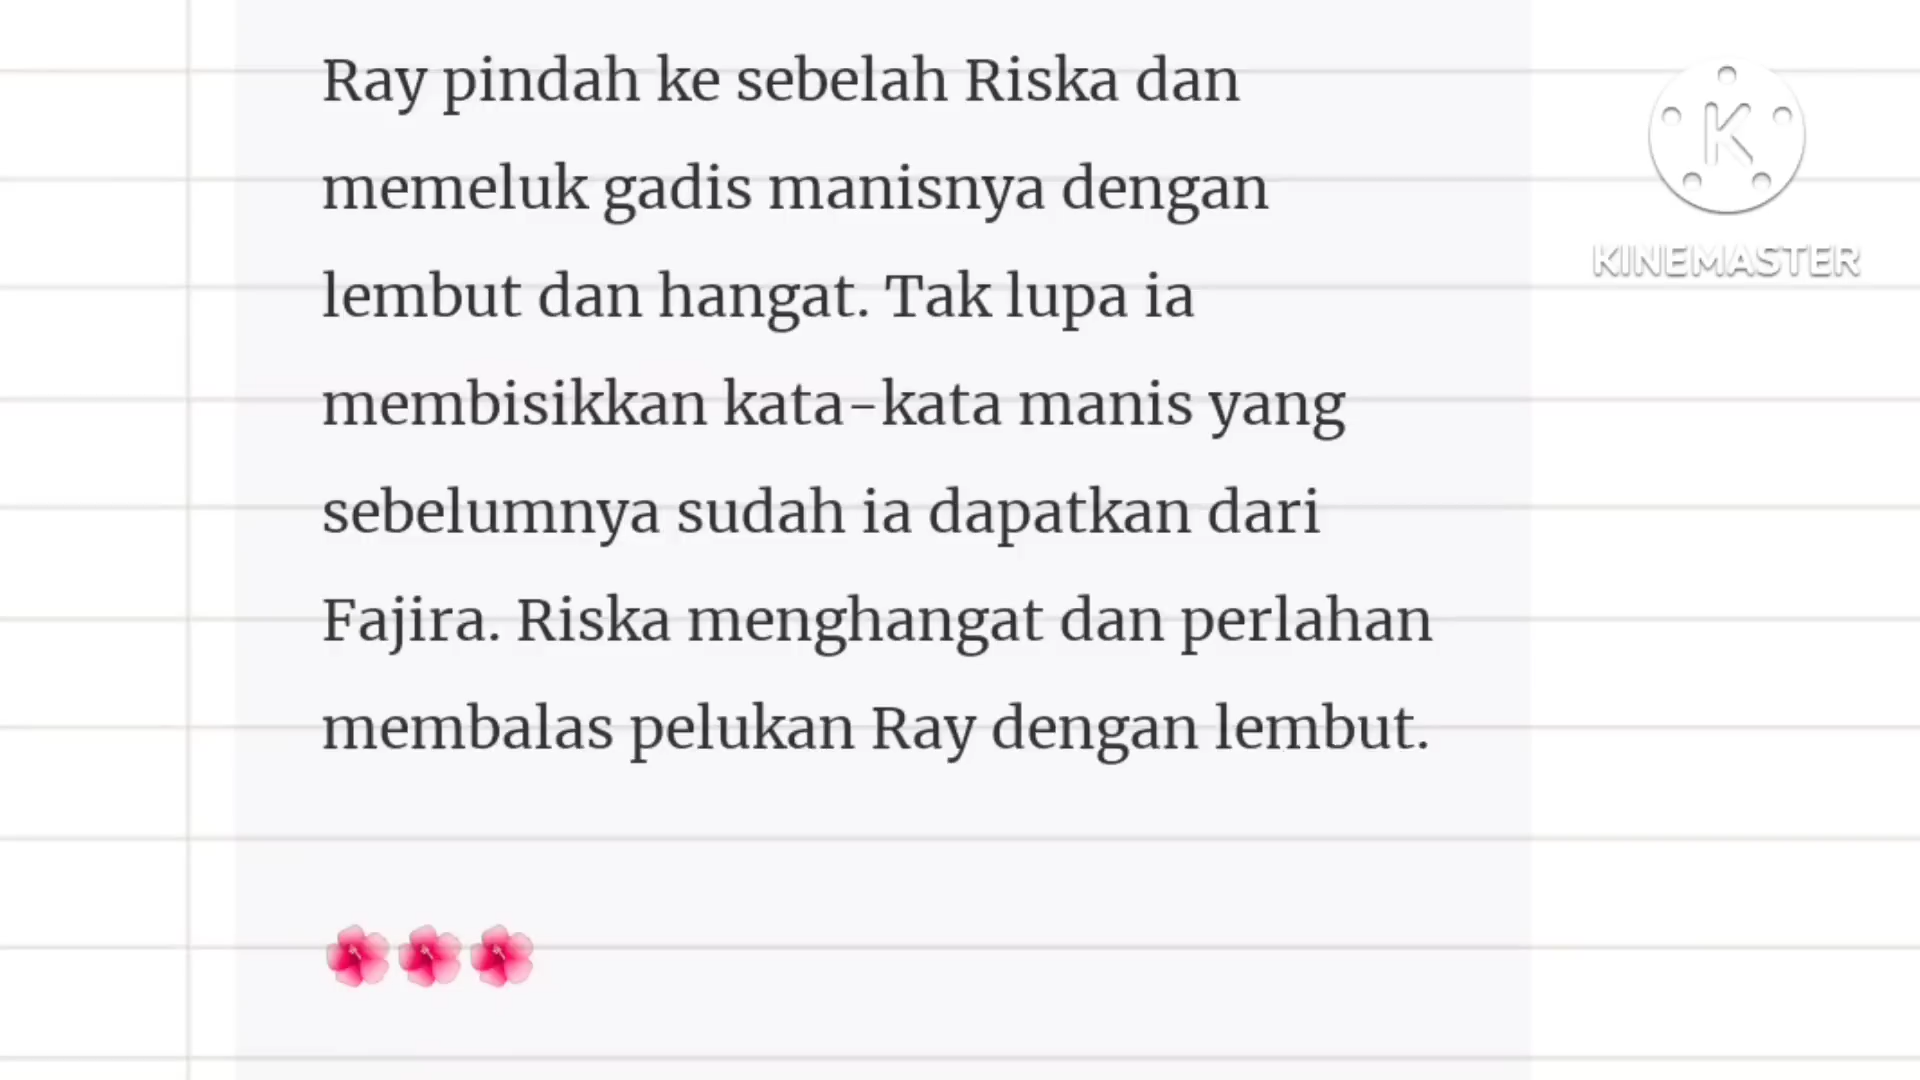 Ray pindah ke sebelah Riska dan
memeluk gadis manisnya dengan
lembut dan hangat. Tak lupa ia
membisikkan kata-kata manis yang
sebelumnya sudah ia dapatkan dari
Fajira. Riska menghangat dan perlahan
membalas pelukan Ray dengan lembut.
🌺🌺🌺
K
KINEMASTER